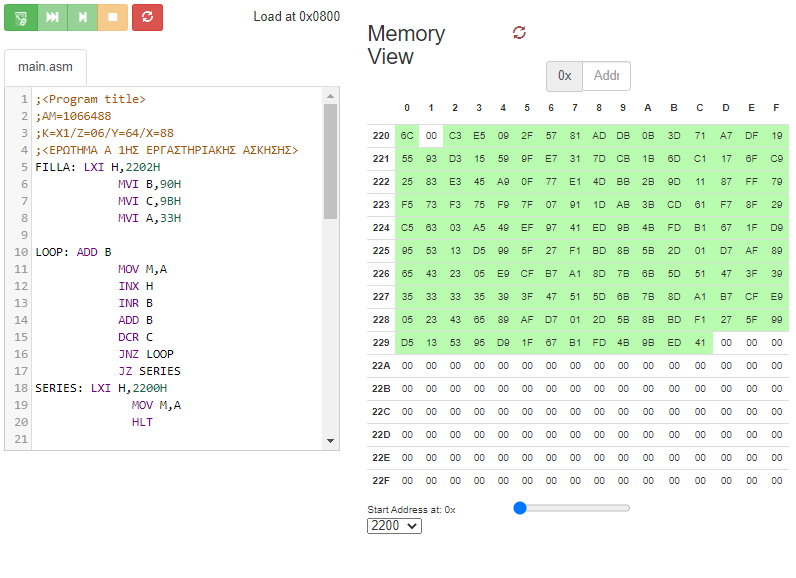 Load at 0x0800
main.asm
1 ;<Program title>
2 ;AM=1066488
3 ;K=X1/Z=06/Y=64/X=88
4 ;<ΕΡΩΤΗΜΑ Α 1ΗΣ ΕΡΓΑΣΤΗΡΙΑΚΗΣ ΑΣΚΗΣΗΣ>
5 FILLA: LXI H,2202H
6 MVI B,90H
7 MVI C,9BH
8 MVI A,33H
9
10 LOOP: ADD B
11 MOV M,A
12 INX H
13 INR B
14 ADD B
15 DCR C
16 JNZ LOOP
17 JZ SERIES
18 SERIES: LXI H,2200H
19 MOV M,A
20 HLT
21
Memory
View
0x Addr
0 1 2 3 4 5 6 7 8 9 A B C D E F
220 6C 00 C3 E5 09 2F 57 81 AD DB 0B 3D 71 A7 DF 19
221 55 93 D3 15 59 9F E7 31 7D CB 1B 6D C1 17 6F C9
222 25 83 E3 45 A9 0F 77 E1 4D BB 2B 9D 11 87 FF 79
223 F5 73 F3 75 F9 7F 07 91 1D AB 3B CD 61 F7 8F 29
224 C5 63 03 A5 49 EF 97 41 ED 9B 4B FD B1 67 1F D9
225 95 53 13 D5 99 5F 27 F1 BD 8B 5B 2D 01 D7 AF 89
226 65 43 23 05 E9 CF B7 A1 8D 7B 6B 5D 51 47 3F 39
227 35 33 33 35 39 3F 47 51 5D 6B 7B 8D A1 B7 CF E9
228 05 23 43 65 89 AF D7 01 2D 5B 8B BD F1 27 5F 99
229 D5 13 53 95 D9 1F 67 B1 FD 4B 9B ED 41 00 00 00
22A 00 00 00 00 00 00 00 00 00 00 00 00 00 00 00 00
22B 00 00 00 00 00 00 00 00 00 00 00 00 00 00 00 00
22C 00 00 00 00 00 00 00 00 00 00 00 00 00 00 00 00
22D 00 00 00 00 00 00 00 00 00 00 00 00 00 00 00 00
22E 00 00 00 00 00 00 00 00 00 00 00 00 00 00 00 00
22F 00 00 00 00 00 00 00 00 00 00 00 00 00 00 00 00
Start Address at: 0x
2200